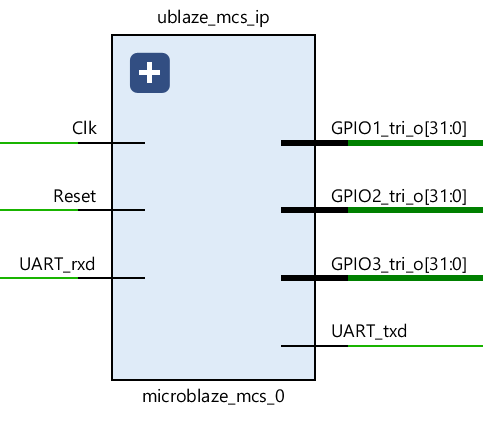 ublaze_mcs_ip
Clk
GPIO1_tri_o[31:0]
Reset
GPIO2_tri_o[31:0]
UART_rxd
GPIO3_tri_o[31:0]
UART_txd
microblaze_mcs_0